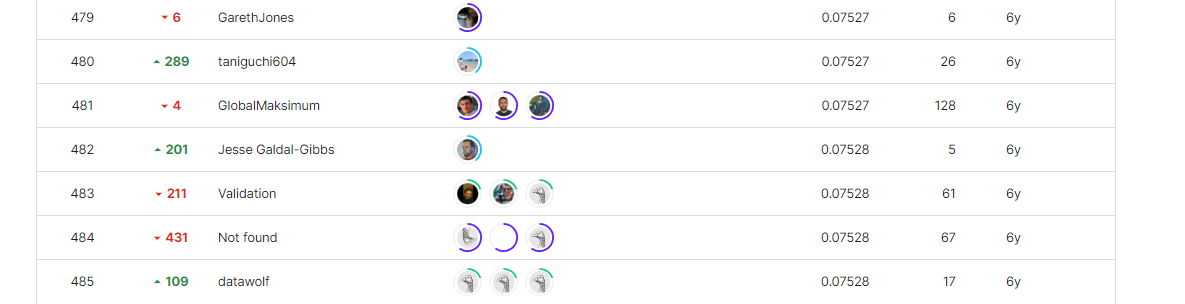 479 6 GarethJones 0.07527 6 6y
480 289 taniguchi604 0.07527 26 6y
481 4 GlobalMaksimum 0.07527 128 6y
482 201 Jesse Galdal-Gibbs 0.07528 5 6y
483 211 Validation 0.07528 61 6y
484 431 Not found 0.07528 67 6y
485 109 datawolf 0.07528 17 6y